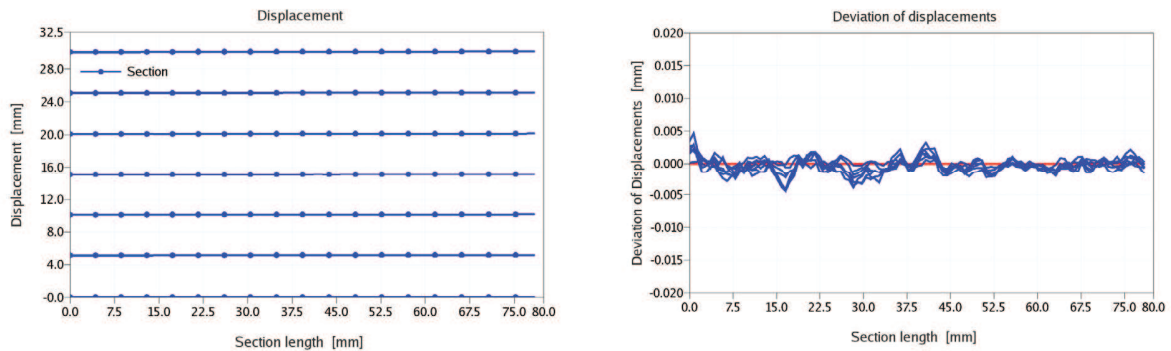 Displacement
32.5
28.0
24.0
20.0
16.0
12.0
8.0
4.0
-0.0
Displacement [mm]
Section
0.0 7.5 15.0 22.5 30.0 37.5 45.0 52.5 60.0 67.5 75.0 80.0
Section length [mm]
Deviation of displacements
0.020
0.015
0.010
0.005
0.000
-0.005
-0.010
-0.015
-0.020
Deviation of Displacements [mm]
0.0 7.5 15.0 22.5 30.0 37.5 45.0 52.5 60.0 67.5 75.0 80.0
Section length [mm]